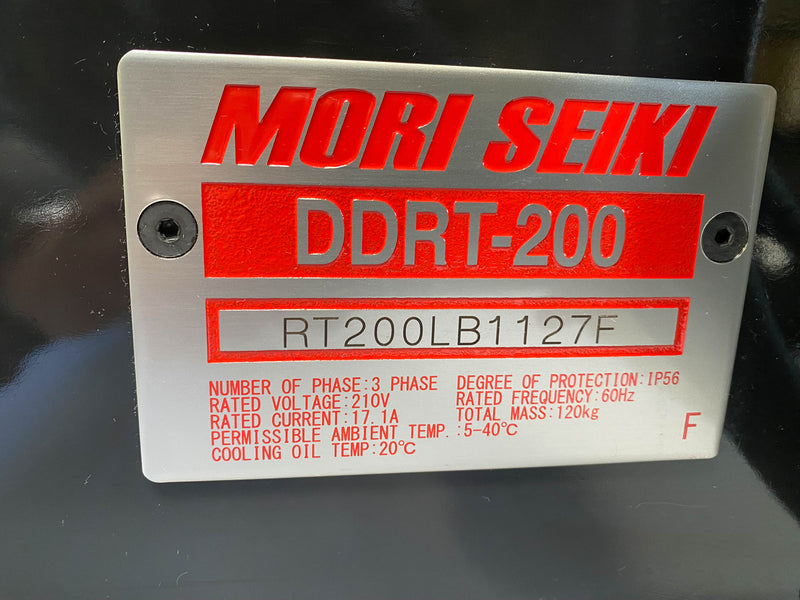 MORI SEIKI
DDRT-200
RT200LB1127F
NUMBER OF PHASE:3 PHASE DEGREE OF PROTECTION:IP56
RATED VOLTAGE:210V RATED FREQUENCY:60Hz
RATED CURRENT:17.1A TOTAL MASS:120kg
PERMISSIBLE AMBIENT TEMP.:5-40℃
COOLING OIL TEMP:20℃
F